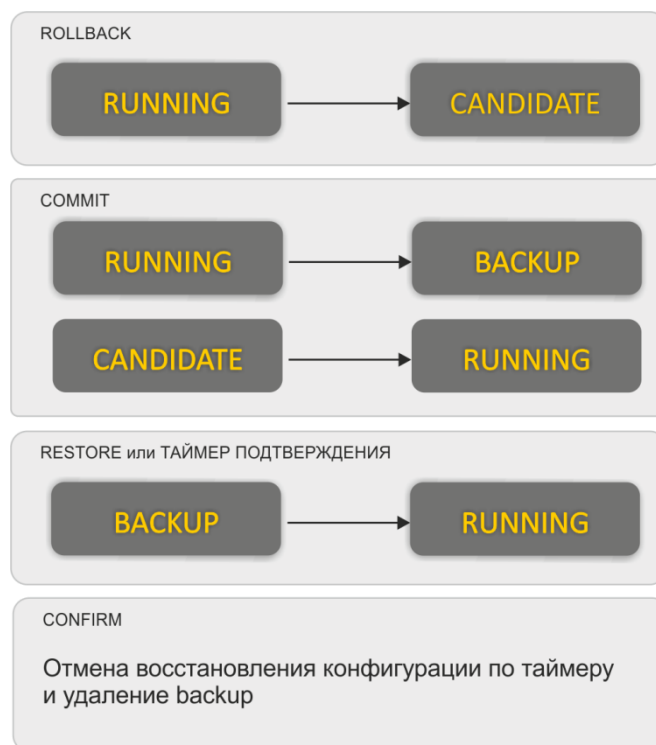 ROLLBACK
RUNNING
CANDIDATE
COMMIT
RUNNING
BACKUP
CANDIDATE
RUNNING
RESTORE или ТАЙМЕР ПОДТВЕРЖДЕНИЯ
BACKUP
RUNNING
CONFIRM
Отмена восстановления конфигурации по таймеру
и удаление backup